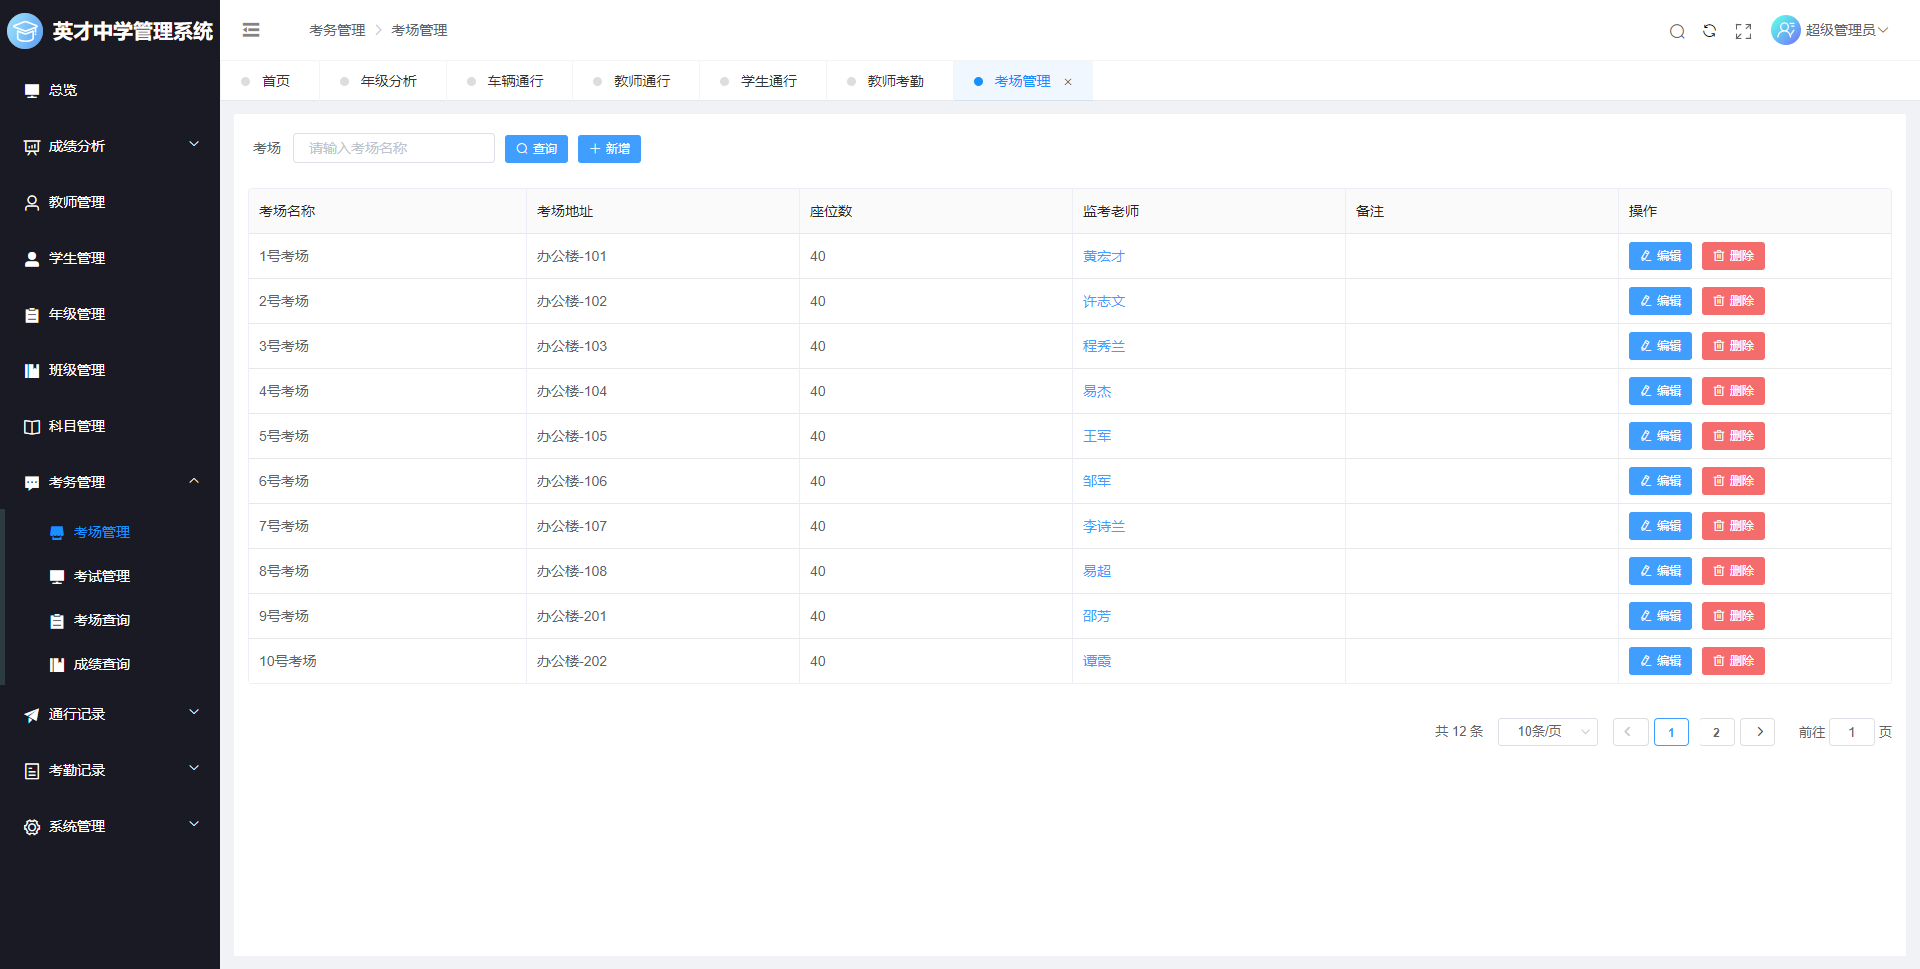 英才中学管理系统
总览
成绩分析
教师管理
学生管理
年级管理
班级管理
科目管理
考务管理
考场管理
考试管理
考场查询
成绩查询
通行记录
考勤记录
系统管理
考务管理 > 考场管理
超级管理员
首页 年级分析 车辆通行 教师通行 学生通行 教师考勤 考场管理 ×
考场 请输入考场名称 查询 新增
考场名称 考场地址 座位数 监考老师 备注 操作
1号考场 办公楼-101 40 黄宏才 编辑 删除
2号考场 办公楼-102 40 许志文 编辑 删除
3号考场 办公楼-103 40 程秀兰 编辑 删除
4号考场 办公楼-104 40 易杰 编辑 删除
5号考场 办公楼-105 40 王军 编辑 删除
6号考场 办公楼-106 40 邹军 编辑 删除
7号考场 办公楼-107 40 李诗兰 编辑 删除
8号考场 办公楼-108 40 易超 编辑 删除
9号考场 办公楼-201 40 邵芳 编辑 删除
10号考场 办公楼-202 40 谭霞 编辑 删除
共 12 条 10条/页 < 1 2 > 前往 1 页